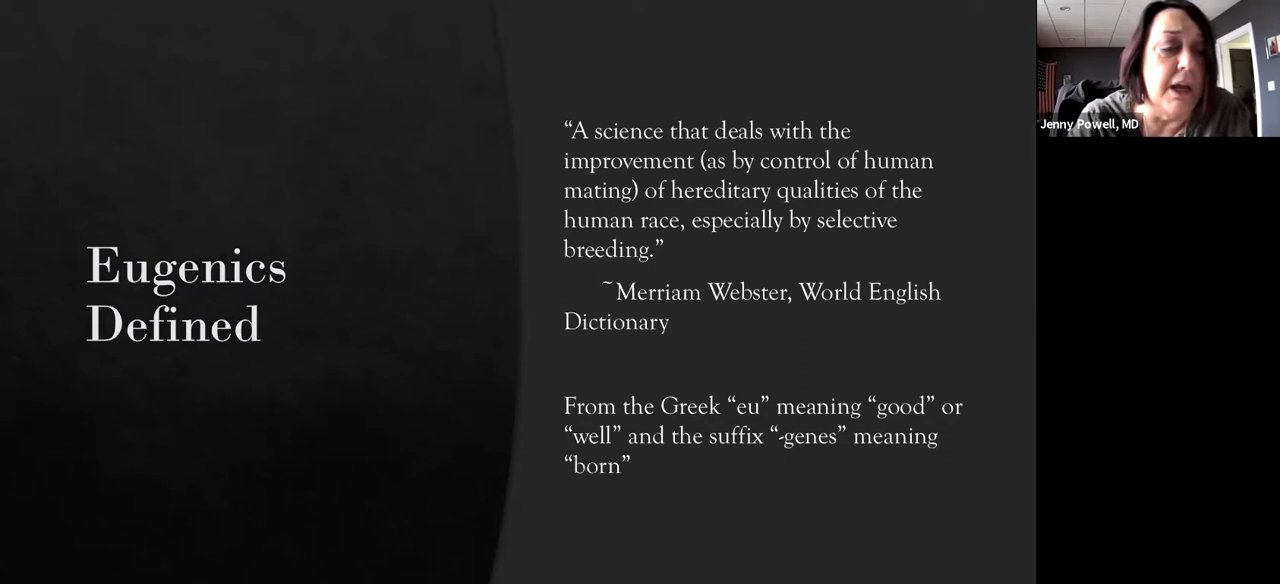 Eugenics
Defined
“A science that deals with the
improvement (as by control of human
mating) of hereditary qualities of the
human race, especially by selective
breeding.”
~Merriam Webster, World English
Dictionary
From the Greek “eu” meaning “good” or
“well” and the suffix “-genes” meaning
“born”
Jenny Powell, MD